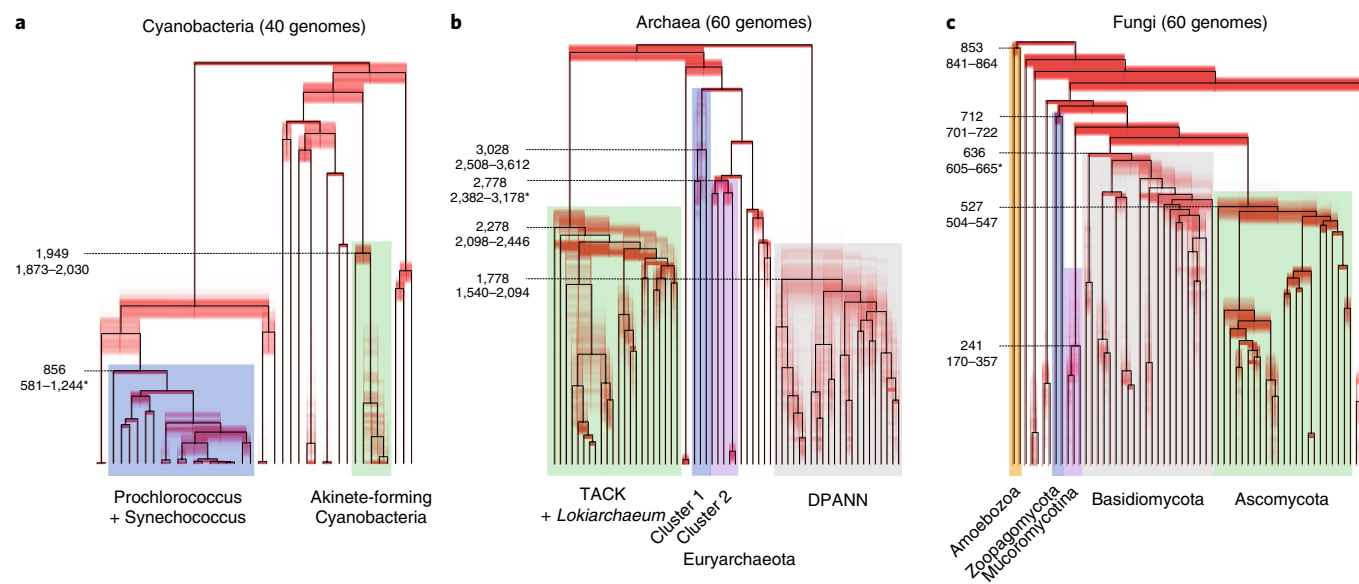 a
Cyanobacteria (40 genomes)
1,949
1,873–2,030
856
581–1,244*
Prochlorococcus
+ Synechococcus
Akinete-forming
Cyanobacteria
b
Archaea (60 genomes)
3,028
2,508–3,612
2,778
2,382–3,178*
2,278
2,098–2,446
1,778
1,540–2,094
TACK
+ Lokiarchaeum
Cluster 1
Cluster 2
Euryarchaeota
DPANN
c
Fungi (60 genomes)
853
841–864
712
701–722
636
605–665*
527
504–547
241
170–357
Amoebozoa
Zoopagomycota
Mucoromycotina
Basidiomycota
Ascomycota